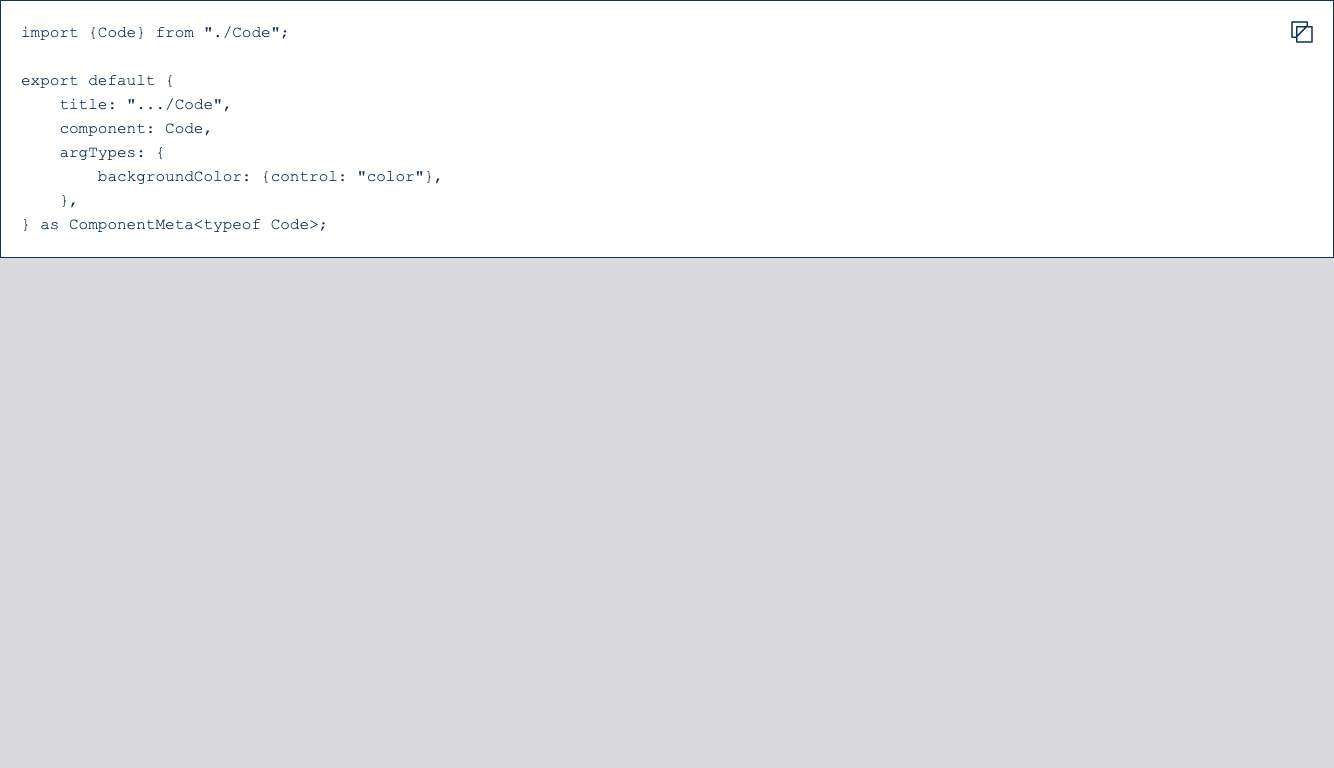 import {Code} from "./Code";

export default {
    title: ".../Code",
    component: Code,
    argTypes: {
        backgroundColor: {control: "color"},
    },
} as ComponentMeta<typeof Code>;